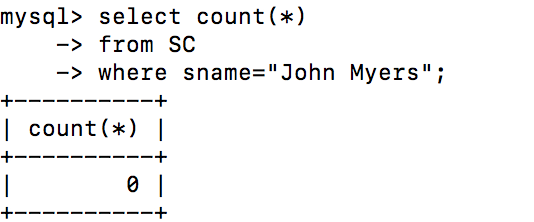 mysql> select count(*)
    -> from SC
    -> where sname="John Myers";
+----------+
| count(*) |
+----------+
|        0 |
+----------+